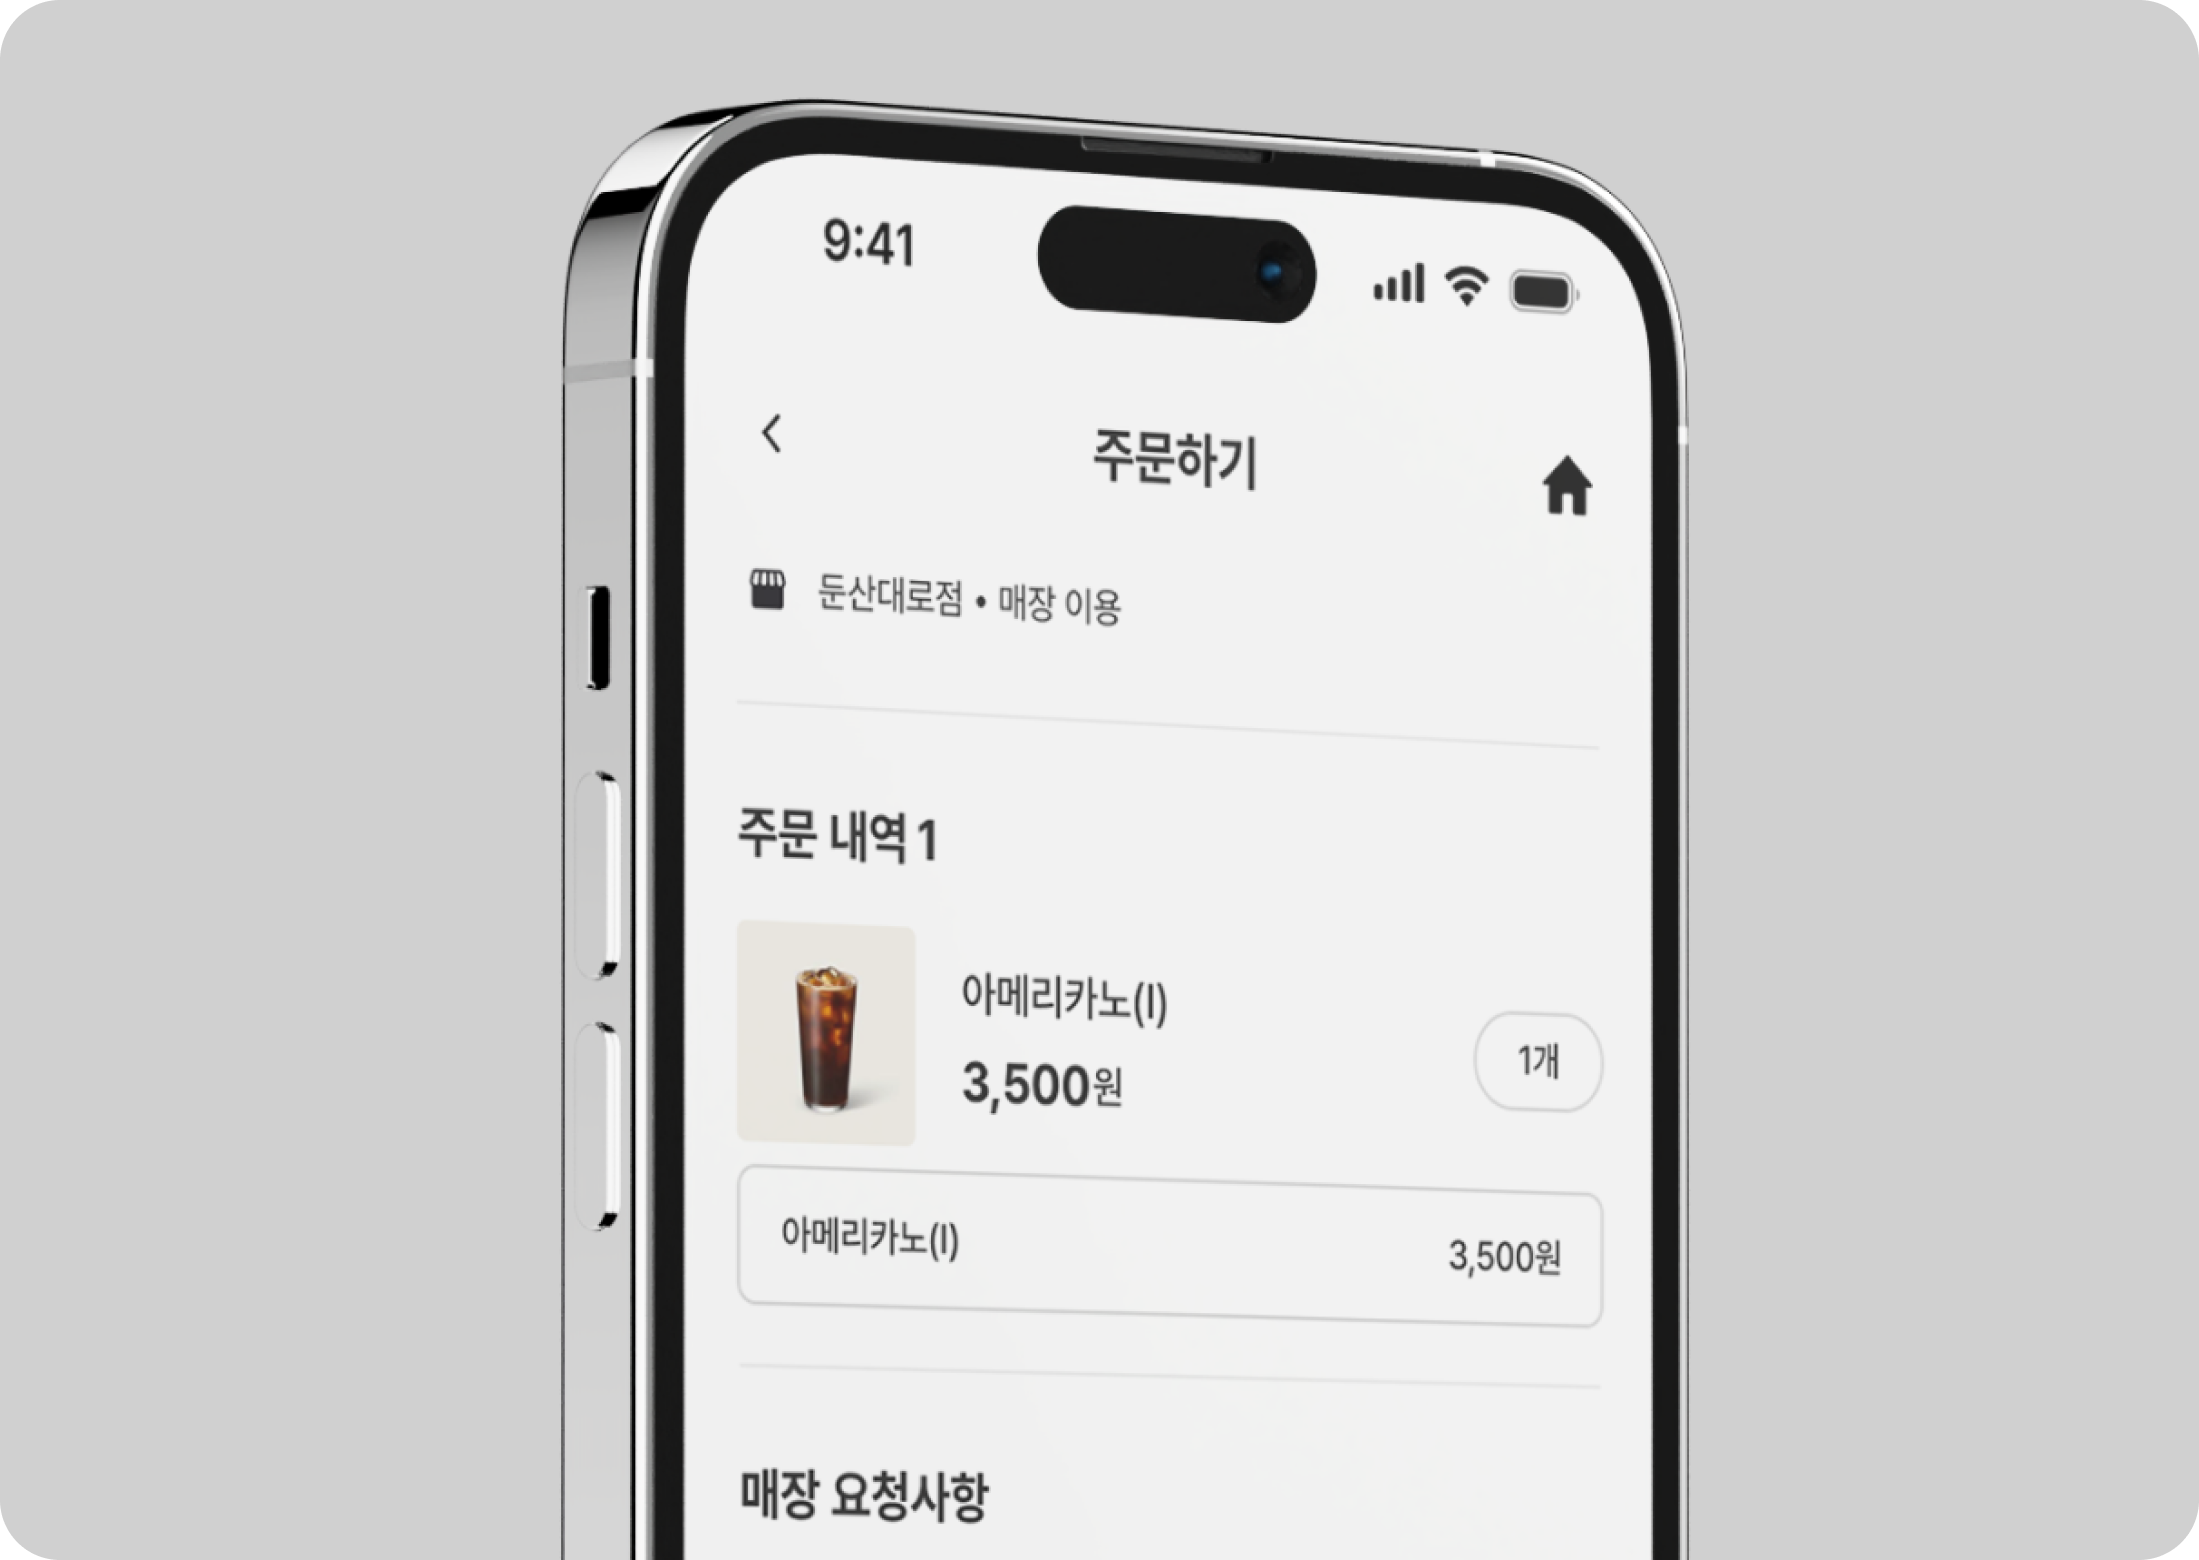 9:41
주문하기
둔산대로점 • 매장 이용
주문 내역 1
아메리카노(I)
3,500원
1개
아메리카노(I) 3,500원
매장 요청사항